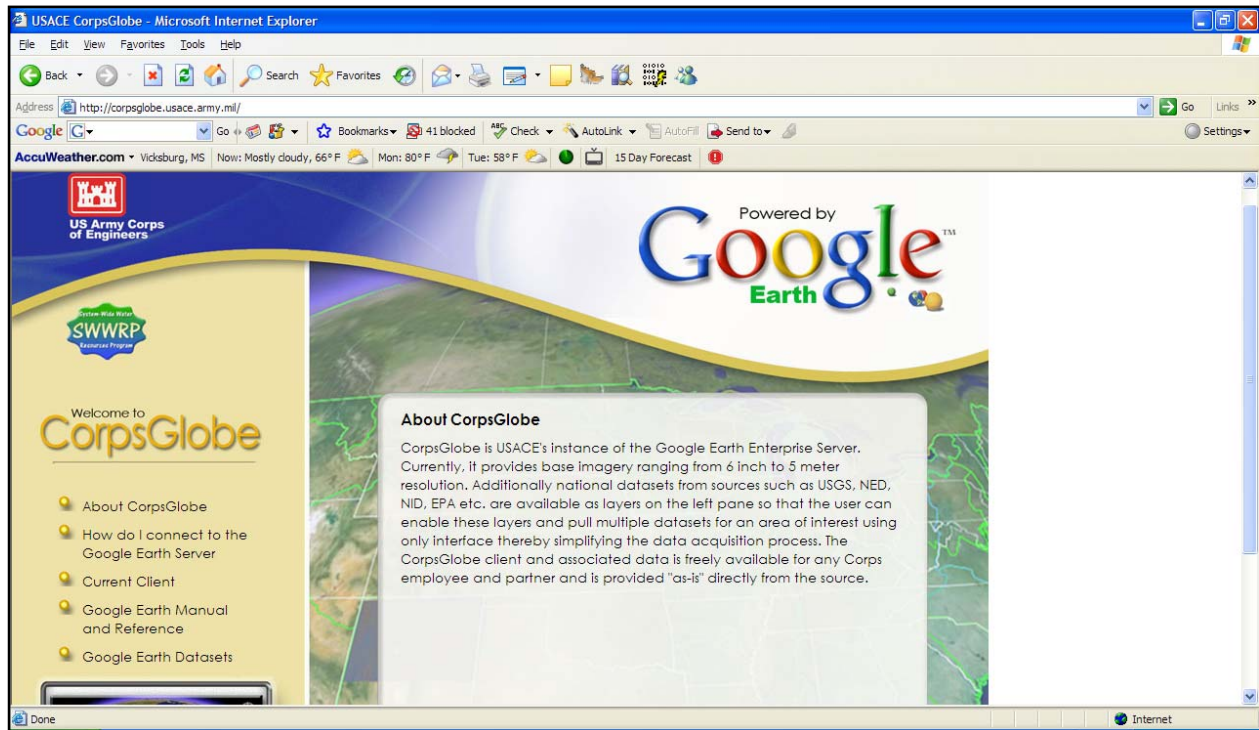 USACE CorpsGlobe - Microsoft Internet Explorer
File Edit View Favorites Tools Help
Back Search Favorites
Address http://corpsglobe.usace.army.mil/ Go Links »
Google G Go Bookmarks 41 blocked ABC Check AutoLink AutoFill Send to Settings
AccuWeather.com Vicksburg, MS Now: Mostly cloudy, 66°F Mon: 80°F Tue: 58°F 15 Day Forecast
US Army Corps
of Engineers
Powered by
Google™
Earth
System-Wide Water
SWWRP
Resources Program
Welcome to
CorpsGlobe
About CorpsGlobe
How do I connect to the
Google Earth Server
Current Client
Google Earth Manual
and Reference
Google Earth Datasets
About CorpsGlobe
CorpsGlobe is USACE's instance of the Google Earth Enterprise Server.
Currently, it provides base imagery ranging from 6 inch to 5 meter
resolution. Additionally national datasets from sources such as USGS, NED,
NID, EPA etc. are available as layers on the left pane so that the user can
enable these layers and pull multiple datasets for an area of interest using
only interface thereby simplifying the data acquisition process. The
CorpsGlobe client and associated data is freely available for any Corps
employee and partner and is provided "as-is" directly from the source.
Done Internet